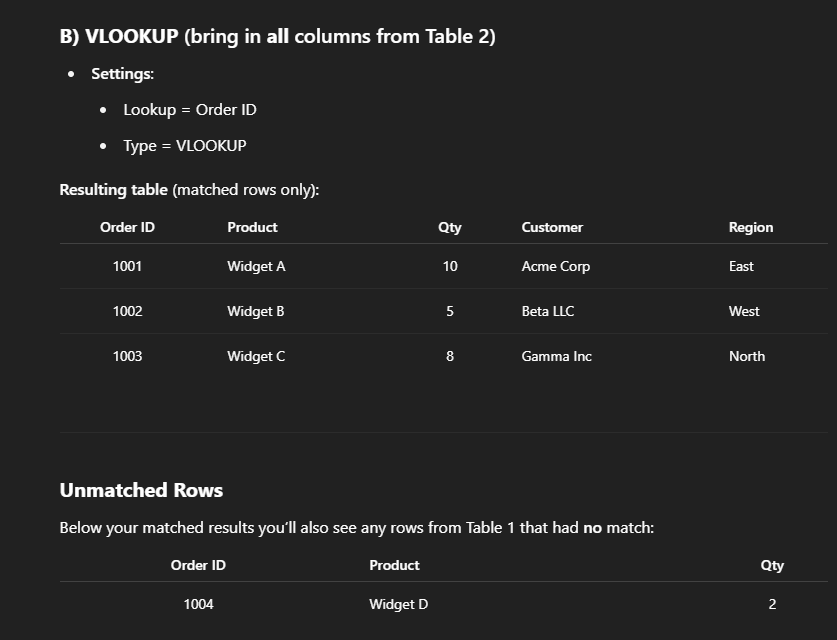 B) VLOOKUP (bring in all columns from Table 2)
Settings:
Lookup = Order ID
Type = VLOOKUP
Resulting table (matched rows only):
Order ID Product Qty Customer Region
1001 Widget A 10 Acme Corp East
1002 Widget B 5 Beta LLC West
1003 Widget C 8 Gamma Inc North
Unmatched Rows
Below your matched results you’ll also see any rows from Table 1 that had no match:
Order ID Product Qty
1004 Widget D 2